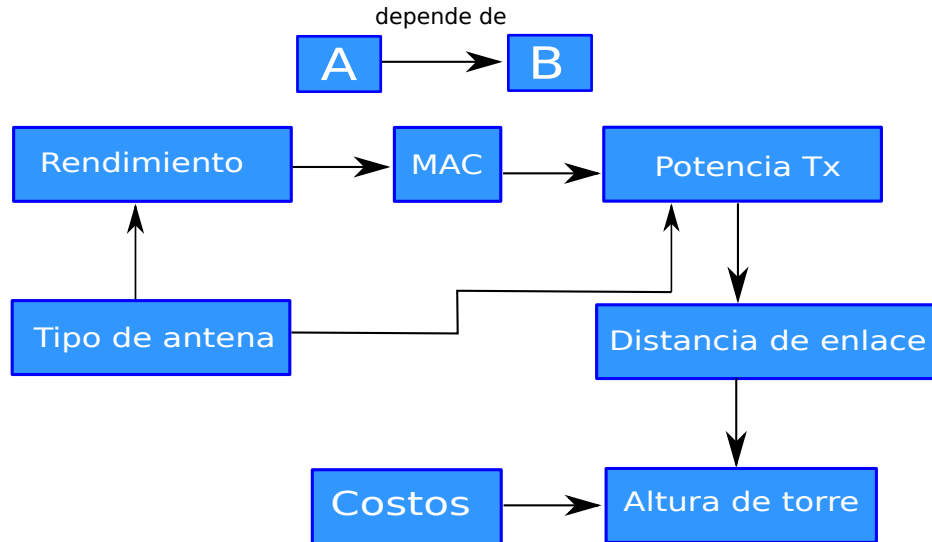 depende de
A
B
Rendimiento
MAC
Potencia Tx
Tipo de antena
Distancia de enlace
Costos
Altura de torre